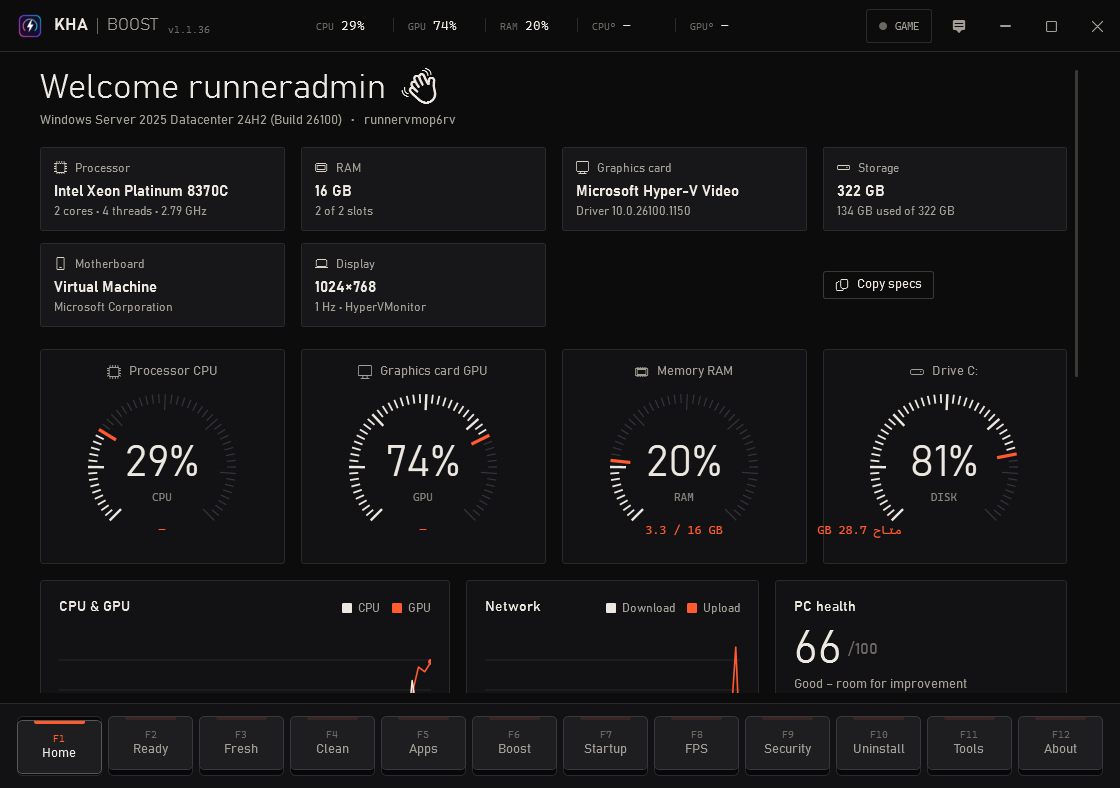 KHA | BOOST v1.1.36
CPU 29% GPU 74% RAM 20% CPU° — GPU° —
GAME
Welcome runneradmin
Windows Server 2025 Datacenter 24H2 (Build 26100) • runnervmop6rv
Processor
Intel Xeon Platinum 8370C
2 cores • 4 threads • 2.79 GHz
RAM
16 GB
2 of 2 slots
Graphics card
Microsoft Hyper-V Video
Driver 10.0.26100.1150
Storage
322 GB
134 GB used of 322 GB
Motherboard
Virtual Machine
Microsoft Corporation
Display
1024×768
1 Hz • HyperVMonitor
Copy specs
Processor CPU
29%
CPU
—
Graphics card GPU
74%
GPU
—
Memory RAM
20%
RAM
3.3 / 16 GB
Drive C:
81%
DISK
متاح 28.7 GB
CPU & GPU
CPU GPU
Network
Download Upload
PC health
66 /100
Good – room for improvement
F1 Home
F2 Ready
F3 Fresh
F4 Clean
F5 Apps
F6 Boost
F7 Startup
F8 FPS
F9 Security
F10 Uninstall
F11 Tools
F12 About